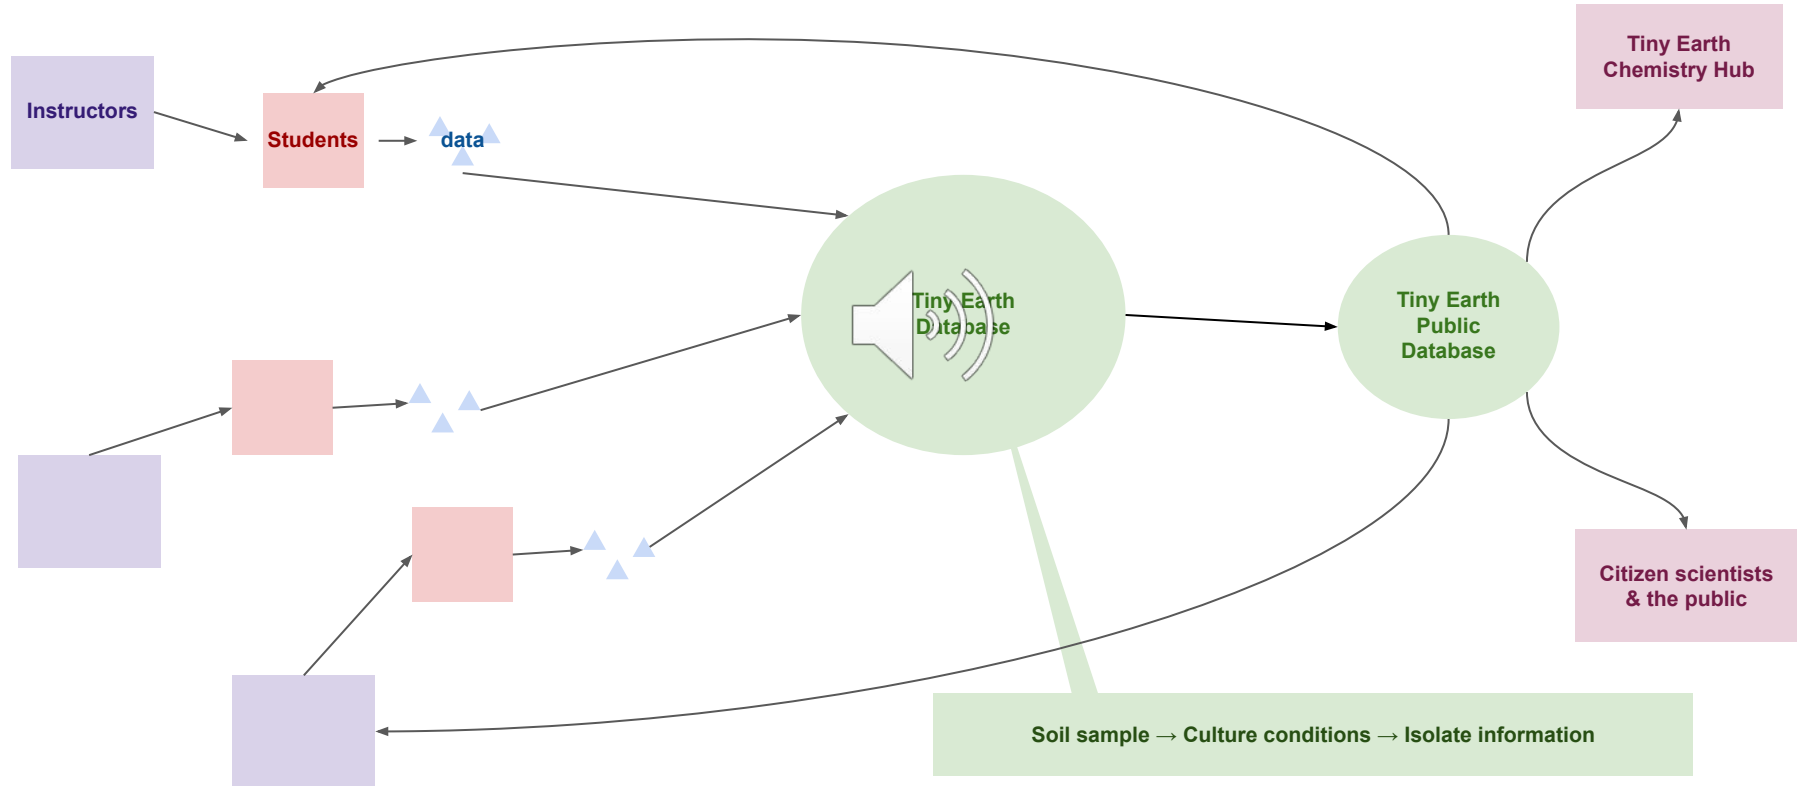 Instructors
Students
data
Tiny Earth
Database
Tiny Earth
Public
Database
Tiny Earth
Chemistry Hub
Citizen scientists
& the public
Soil sample → Culture conditions → Isolate information